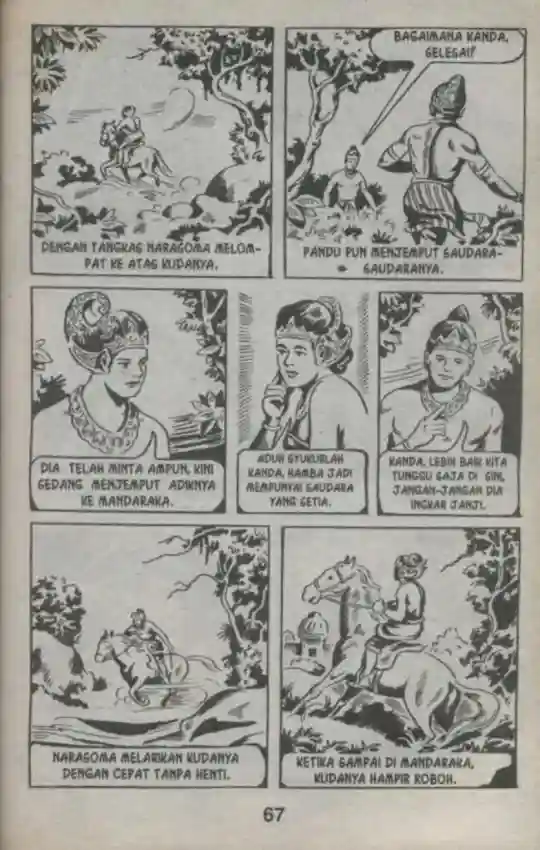 DENGAN TANGKAS NARASOMA MELOM-
PAT KE ATAS KUDANYA.
BAGAIMANA KANDA,
SELESAI?
PANDU PUN MENJEMPUT SAUDARA-
SAUDARANYA.
DIA TELAH MINTA AMPUN, KINI
SEDANG MENJEMPUT ADIKNYA
KE MANDARAKA.
ADUH SYUKURLAH
KANDA, HAMBA JADI
MEMPUNYAI SAUDARA
YANG SETIA.
KANDA, LEBIH BAIK KITA
TUNGGU SAJA DI SINI,
JANGAN-JANGAN DIA
INGKAR JANJI.
NARASOMA MELARIKAN KUDANYA
DENGAN CEPAT TANPA HENTI.
KETIKA SAMPAI DI MANDARAKA,
KUDANYA HAMPIR ROBOH.
67